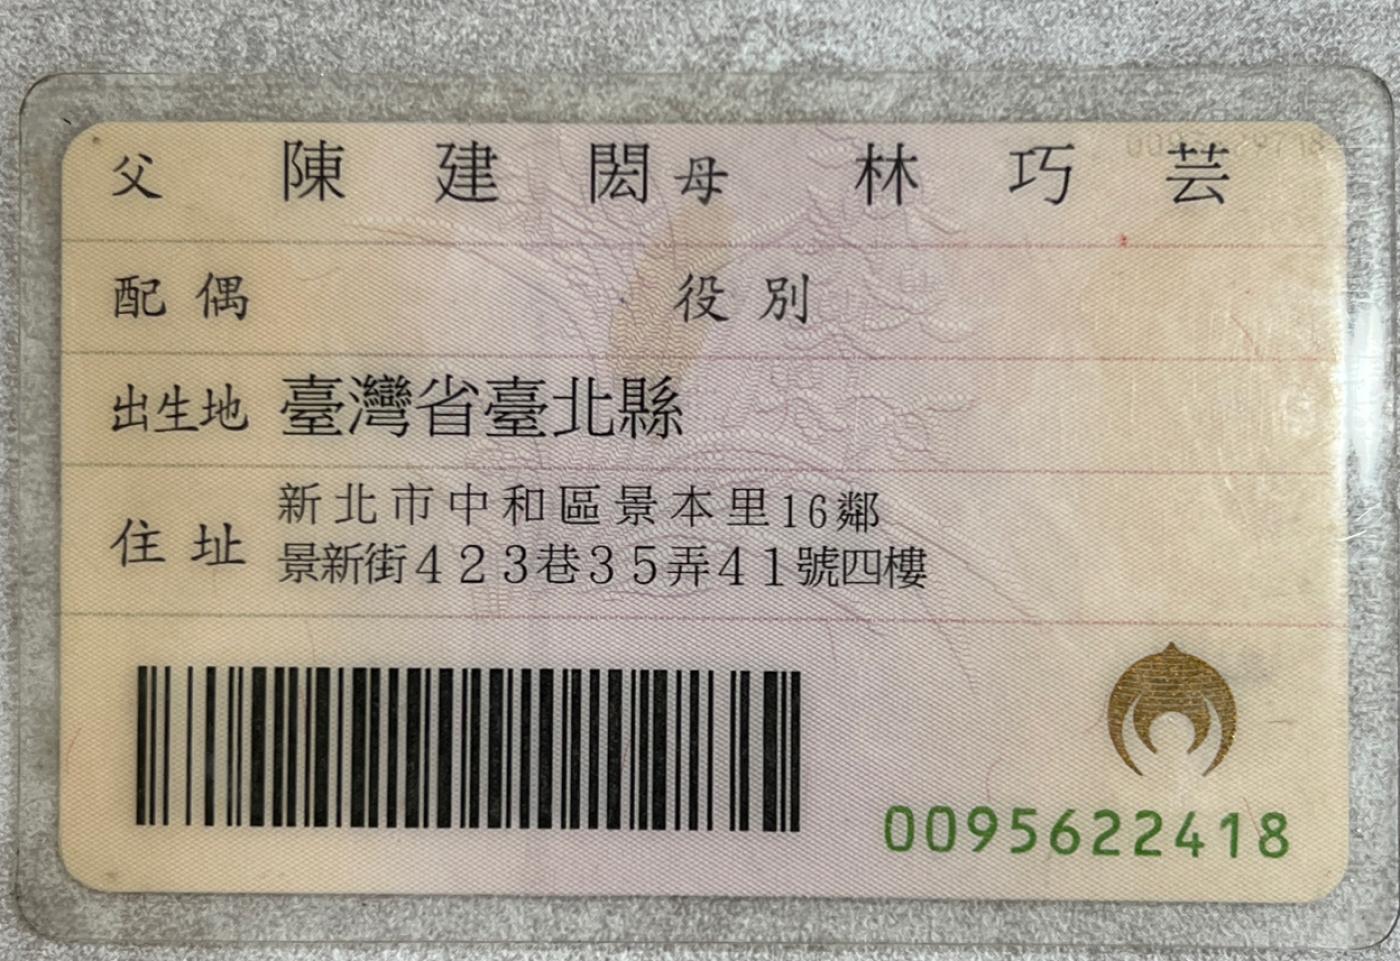 父 陳建閎 母 林巧芸
配偶 役別
出生地 臺灣省臺北縣
住址 新北市中和區景本里16鄰
景新街423巷35弄41號四樓
0095622418